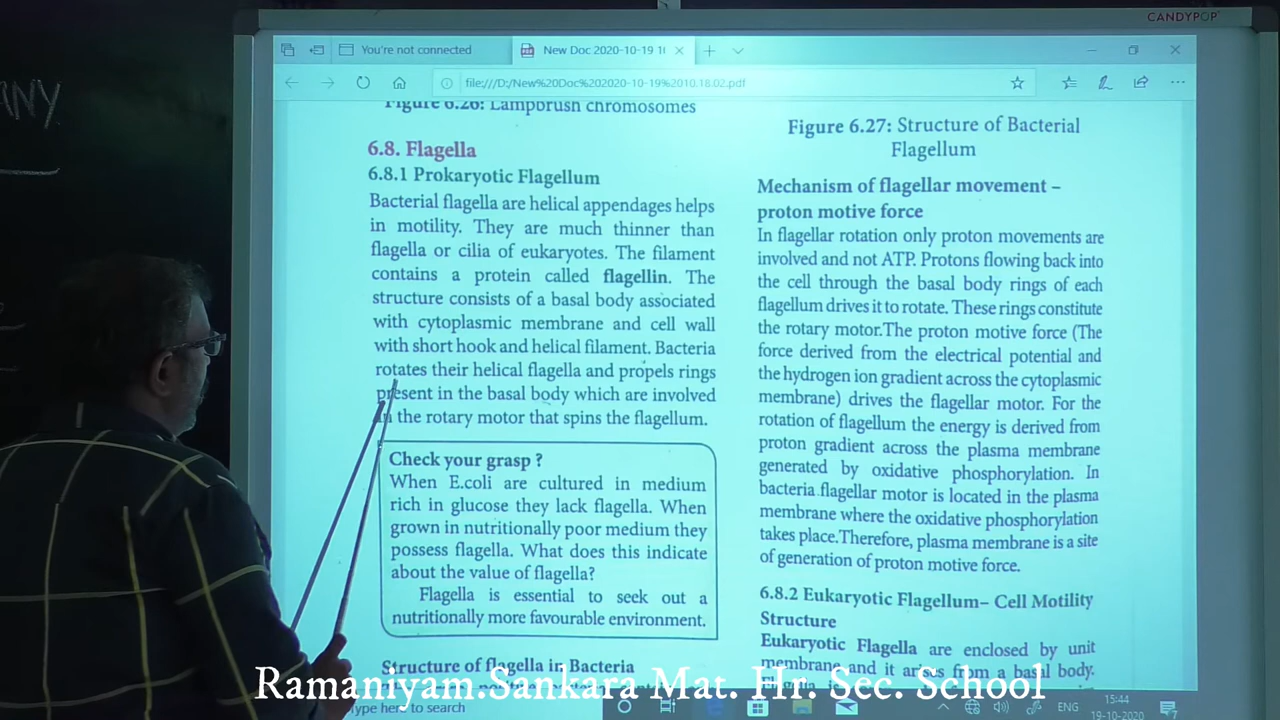 CANDYPOP
ANY
You're not connected
New Doc 2020-10-19 1
file:///D:/New%20Doc%202020-10-19%2010.18.02.pdf
Figure 6.26: Lampbrush chromosomes
6.8. Flagella
6.8.1 Prokaryotic Flagellum
Bacterial flagella are helical appendages helps
in motility. They are much thinner than
flagella or cilia of eukaryotes. The filament
contains a protein called flagellin. The
structure consists of a basal body associated
with cytoplasmic membrane and cell wall
with short hook and helical filament. Bacteria
rotates their helical flagella and propels rings
present in the basal body which are involved
in the rotary motor that spins the flagellum.
Check your grasp ?
When E.coli are cultured in medium
rich in glucose they lack flagella. When
grown in nutritionally poor medium they
possess flagella. What does this indicate
about the value of flagella?
Flagella is essential to seek out a
nutritionally more favourable environment.
Structure of flagella in Bacteria
Figure 6.27: Structure of Bacterial
Flagellum
Mechanism of flagellar movement –
proton motive force
In flagellar rotation only proton movements are
involved and not ATP. Protons flowing back into
the cell through the basal body rings of each
flagellum drives it to rotate. These rings constitute
the rotary motor.The proton motive force (The
force derived from the electrical potential and
the hydrogen ion gradient across the cytoplasmic
membrane) drives the flagellar motor. For the
rotation of flagellum the energy is derived from
proton gradient across the plasma membrane
generated by oxidative phosphorylation. In
bacteria flagellar motor is located in the plasma
membrane where the oxidative phosphorylation
takes place.Therefore, plasma membrane is a site
of generation of proton motive force.
6.8.2 Eukaryotic Flagellum– Cell Motility
Structure
Eukaryotic Flagella are enclosed by unit
membrane and it arises from a basal body.
Ramaniyam Sankara Mat. Hr. Sec. School
Type here to search
ENG
15:44
19-10-2020